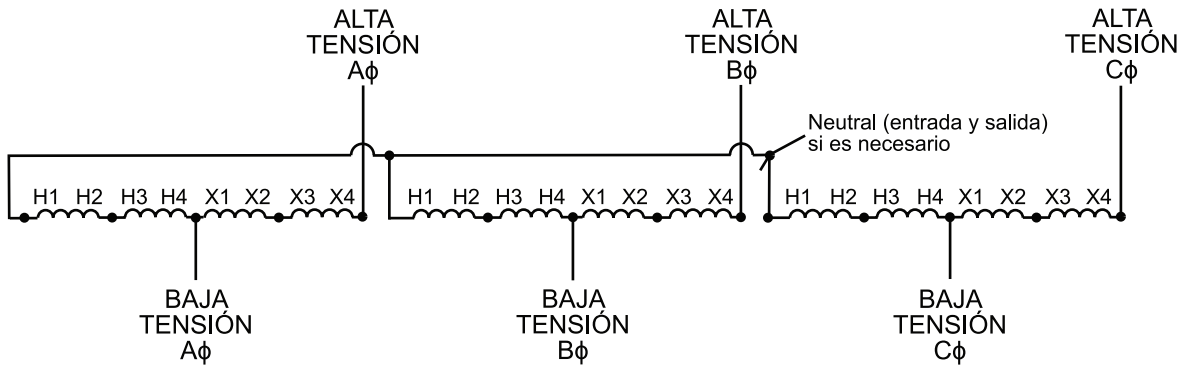 ALTA
TENSIÓN
Aϕ
ALTA
TENSIÓN
Bϕ
ALTA
TENSIÓN
Cϕ
Neutral (entrada y salida)
si es necesario
H1 H2 H3 H4 X1 X2 X3 X4
H1 H2 H3 H4 X1 X2 X3 X4
H1 H2 H3 H4 X1 X2 X3 X4
BAJA
TENSIÓN
Aϕ
BAJA
TENSIÓN
Bϕ
BAJA
TENSIÓN
Cϕ